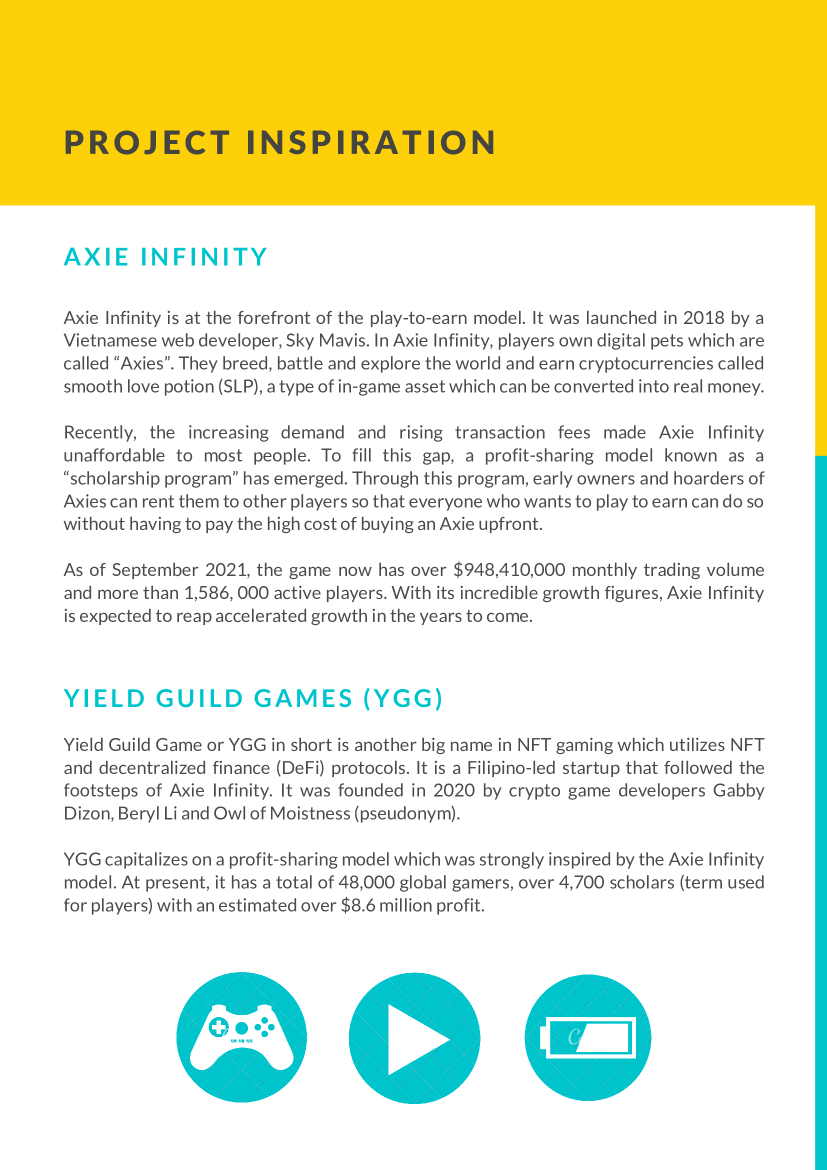 PROJECT INSPIRATION
AXIE INFINITY
Axie Infinity is at the forefront of the play-to-earn model. It was launched in 2018 by a
Vietnamese web developer, Sky Mavis. In Axie Infinity, players own digital pets which are
called “Axies”. They breed, battle and explore the world and earn cryptocurrencies called
smooth love potion (SLP), a type of in-game asset which can be converted into real money.
Recently, the increasing demand and rising transaction fees made Axie Infinity
unaffordable to most people. To fill this gap, a profit-sharing model known as a
“scholarship program” has emerged. Through this program, early owners and hoarders of
Axies can rent them to other players so that everyone who wants to play to earn can do so
without having to pay the high cost of buying an Axie upfront.
As of September 2021, the game now has over $948,410,000 monthly trading volume
and more than 1,586, 000 active players. With its incredible growth figures, Axie Infinity
is expected to reap accelerated growth in the years to come.
YIELD GUILD GAMES (YGG)
Yield Guild Game or YGG in short is another big name in NFT gaming which utilizes NFT
and decentralized finance (DeFi) protocols. It is a Filipino-led startup that followed the
footsteps of Axie Infinity. It was founded in 2020 by crypto game developers Gabby
Dizon, Beryl Li and Owl of Moistness (pseudonym).
YGG capitalizes on a profit-sharing model which was strongly inspired by the Axie Infinity
model. At present, it has a total of 48,000 global gamers, over 4,700 scholars (term used
for players) with an estimated over $8.6 million profit.